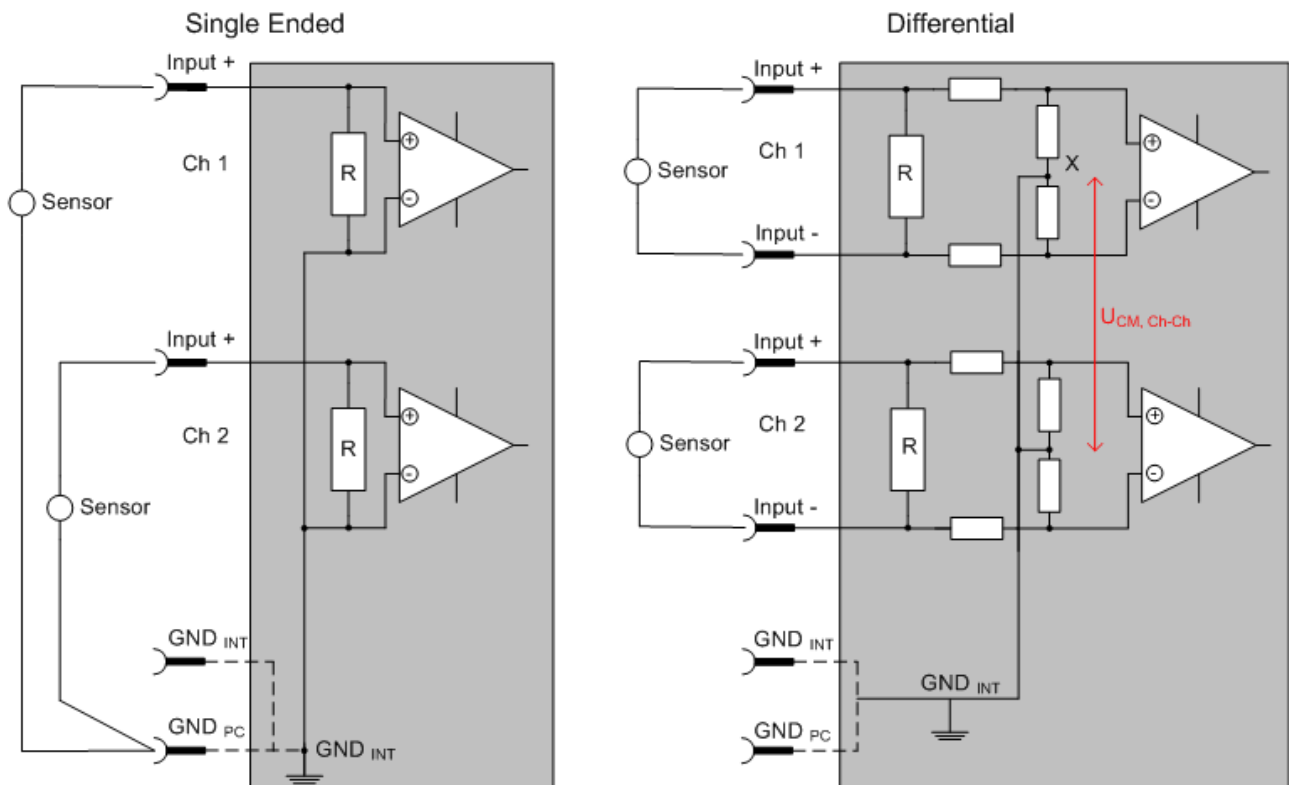 Single Ended
Input +
Ch 1
R
+
-
Sensor
Input +
Ch 2
R
+
-
Sensor
GND INT
GND PC
GND INT
Differential
Input +
Ch 1
Sensor
R
X
+
-
Input -
UCM, Ch-Ch
Input +
Ch 2
Sensor
R
+
-
Input -
GND INT
GND INT
GND PC